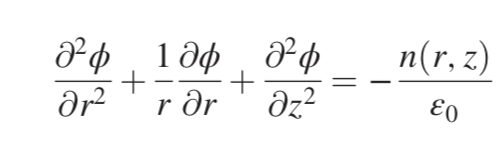 ∂²ϕ/∂r² + 1/r ∂ϕ/∂r + ∂²ϕ/∂z² = − n(r, z)/ε₀